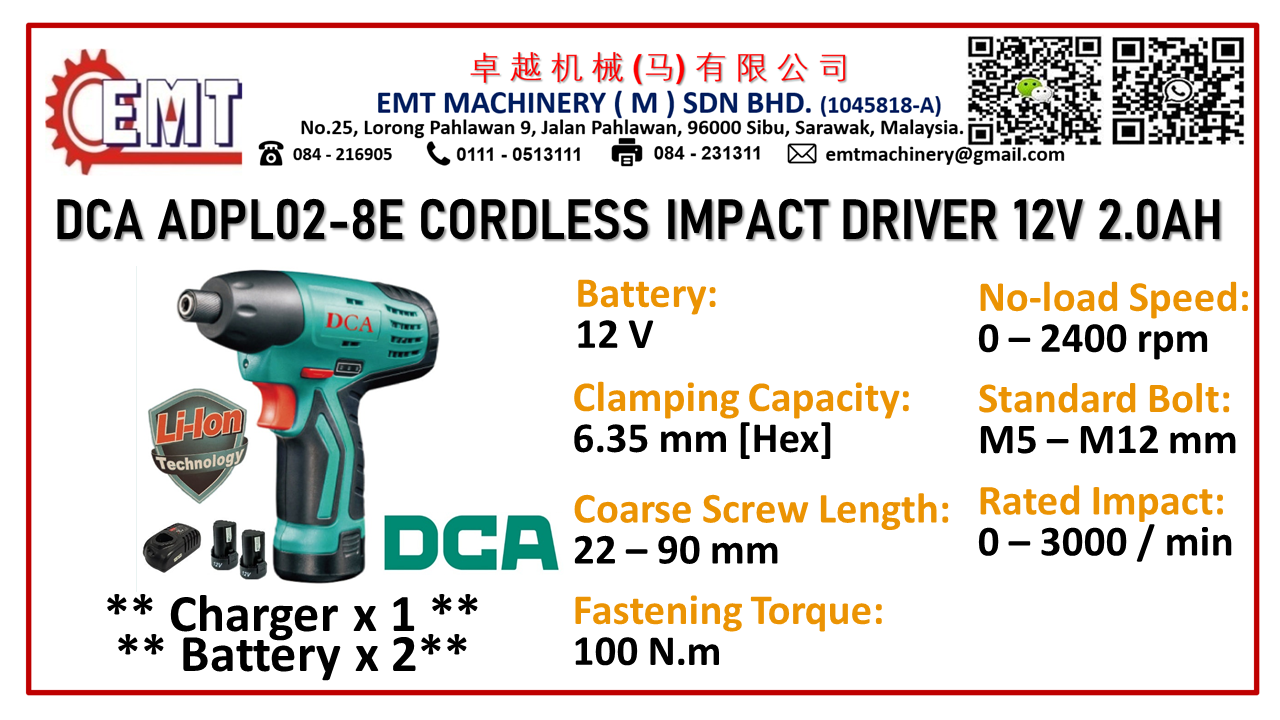 EMT
卓越机械(马)有限公司
EMT MACHINERY ( M ) SDN BHD. (1045818-A)
No.25, Lorong Pahlawan 9, Jalan Pahlawan, 96000 Sibu, Sarawak, Malaysia.
084 - 216905 0111 - 0513111 084 - 231311 emtmachinery@gmail.com
DCA ADPL02-8E CORDLESS IMPACT DRIVER 12V 2.0AH
DCA
Li-Ion
Technology
12V
12V
DCA
** Charger x 1 **
** Battery x 2**
Battery:
12 V
Clamping Capacity:
6.35 mm [Hex]
Coarse Screw Length:
22 – 90 mm
Fastening Torque:
100 N.m
No-load Speed:
0 – 2400 rpm
Standard Bolt:
M5 – M12 mm
Rated Impact:
0 – 3000 / min